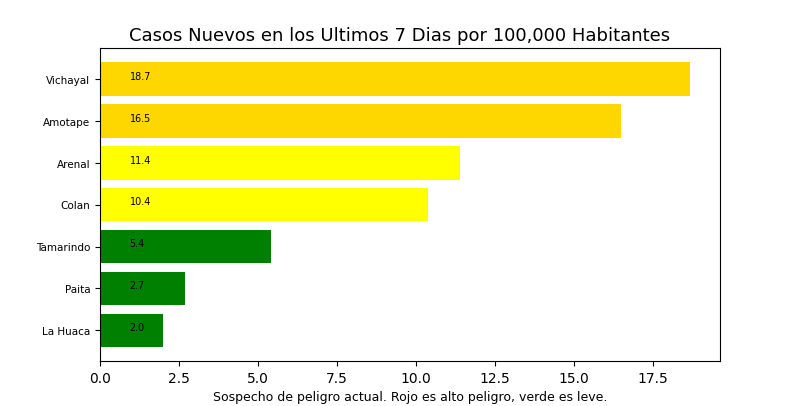 Casos Nuevos en los Ultimos 7 Dias por 100,000 Habitantes
Vichayal 18.7
Amotape 16.5
Arenal 11.4
Colan 10.4
Tamarindo 5.4
Paita 2.7
La Huaca 2.0
0.0 2.5 5.0 7.5 10.0 12.5 15.0 17.5
Sospecho de peligro actual. Rojo es alto peligro, verde es leve.